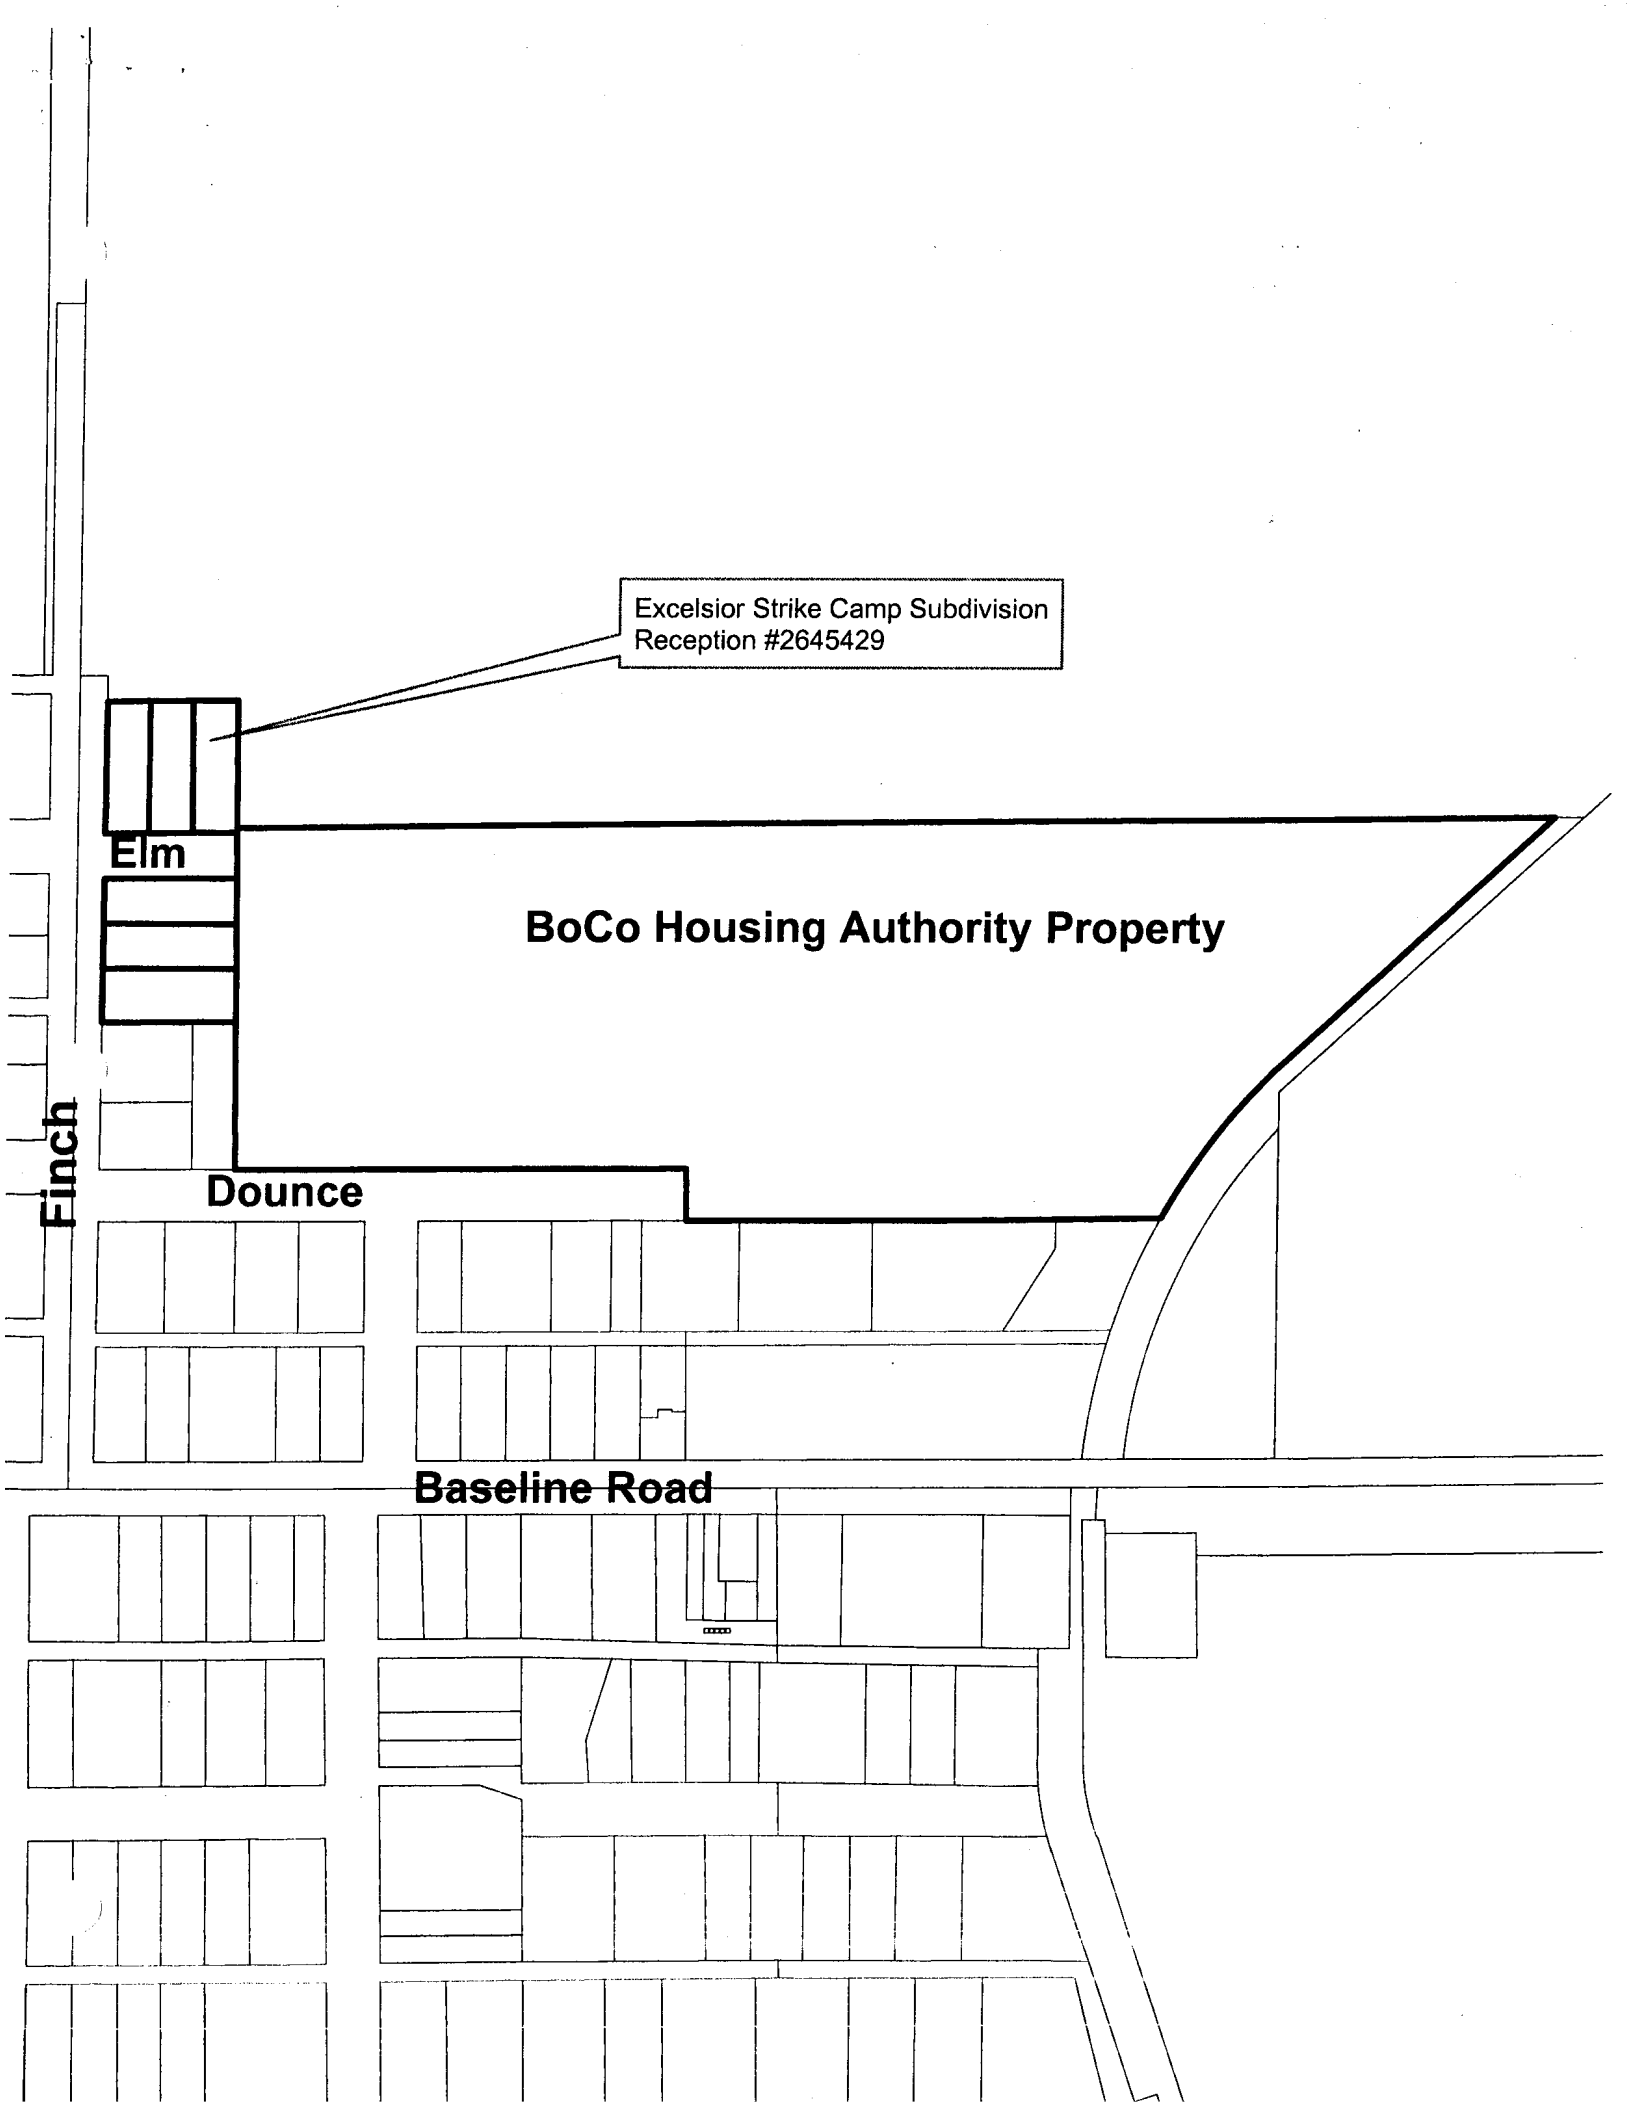 Excelsior Strike Camp Subdivision
Reception #2645429
Elm
BoCo Housing Authority Property
Finch
Dounce
Baseline Road